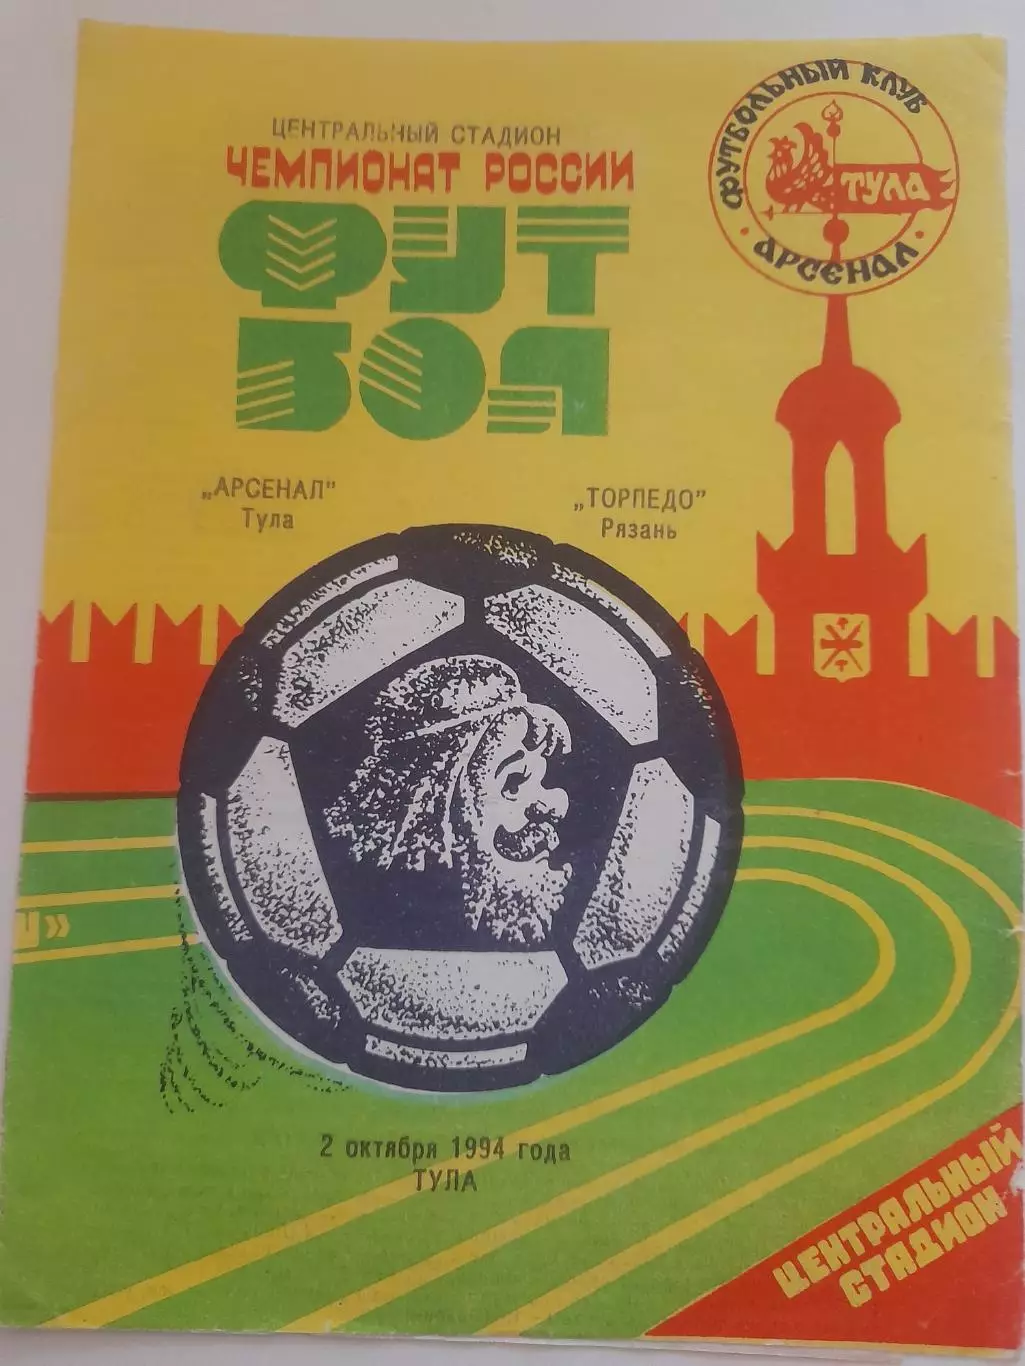 ФУТБОЛЬНЫЙ КЛУБ
ТУЛА
· АРСЕНАЛ ·
ЦЕНТРАЛЬНЫЙ СТАДИОН
ЧЕМПИОНАТ РОССИИ
ФУТ
БОЛ
„АРСЕНАЛ”
Тула
„ТОРПЕДО”
Рязань
2 октября 1994 года
ТУЛА
ЦЕНТРАЛЬНЫЙ
СТАДИОН